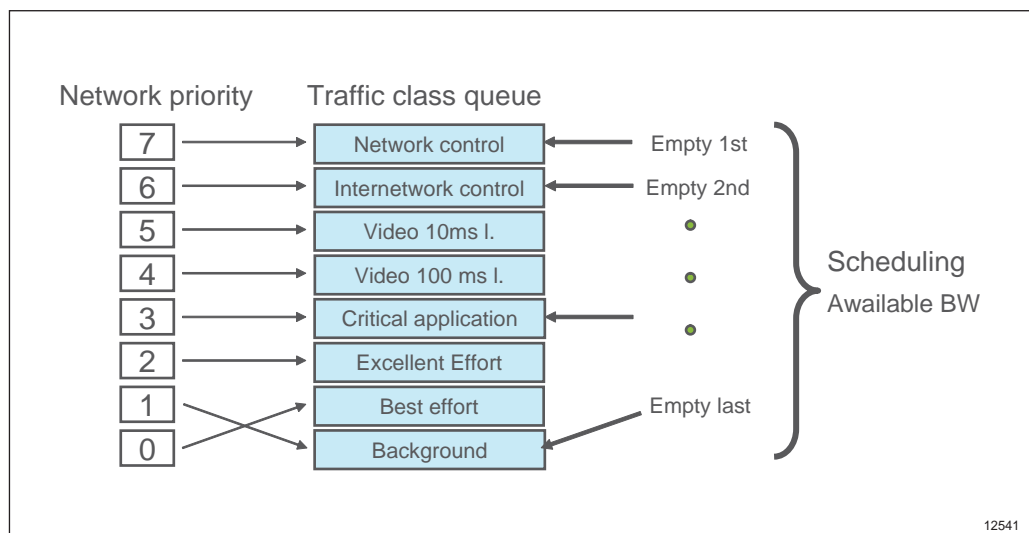 Network priority Traffic class queue
7 Network control Empty 1st
6 Internetwork control Empty 2nd
5 Video 10ms l.
4 Video 100 ms l.
3 Critical application
2 Excellent Effort
1 Best effort Empty last
0 Background
Scheduling
Awailable BW
12541